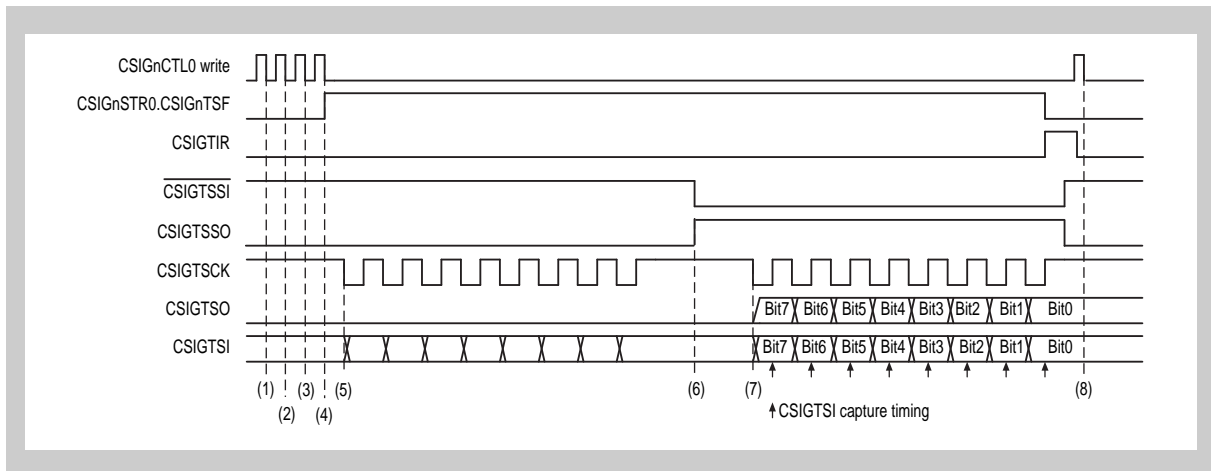 CSIGnCTL0 write
CSIGnSTR0.CSIGnTSF
CSIGTIR
CSIGTSSI
CSIGTSSO
CSIGTSCK
CSIGTSO Bit7 Bit6 Bit5 Bit4 Bit3 Bit2 Bit1 Bit0
CSIGTSI Bit7 Bit6 Bit5 Bit4 Bit3 Bit2 Bit1 Bit0
(1) (3) (5) (6) (7) (8)
(2) (4) CSIGTSI capture timing